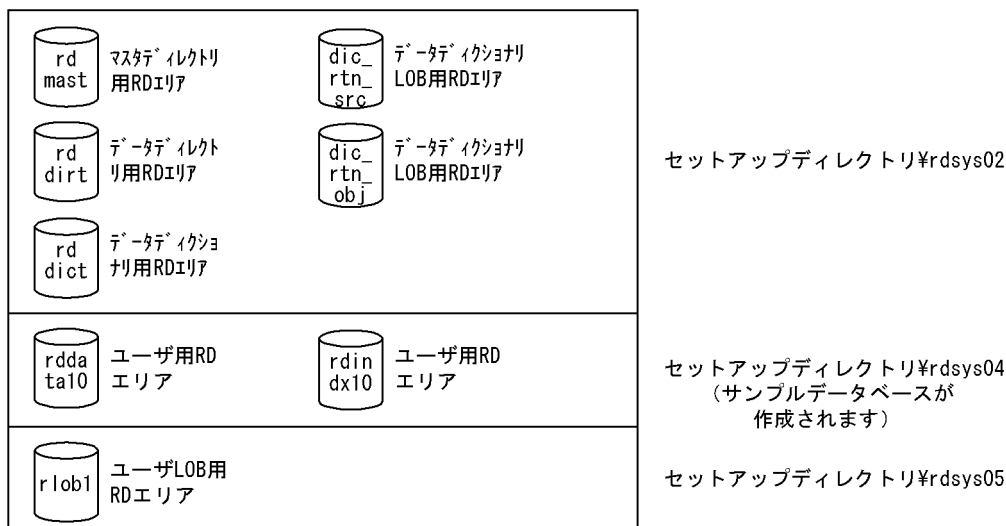 rd
mast
ﾏｽﾀﾃﾞｨﾚｸﾄﾘ
用RDｴﾘｱ
dic_
rtn_
src
ﾃﾞｰﾀﾃﾞｨｸｼｮﾅﾘ
LOB用RDｴﾘｱ
rd
dirt
ﾃﾞｰﾀﾃﾞｨﾚｸﾄ
ﾘ用RDｴﾘｱ
dic_
rtn_
obj
ﾃﾞｰﾀﾃﾞｨｸｼｮﾅﾘ
LOB用RDｴﾘｱ
セットアップディレクトリ¥rdsys02
rd
dict
ﾃﾞｰﾀﾃﾞｨｸｼｮ
ﾅﾘ用RDｴﾘｱ
rdda
ta10
ユーザ用RD
エリア
rdin
dx10
ユーザ用RD
エリア
セットアップディレクトリ¥rdsys04
（サンプルデータベースが
作成されます）
rlob1
ユーザLOB用
RDエリア
セットアップディレクトリ¥rdsys05